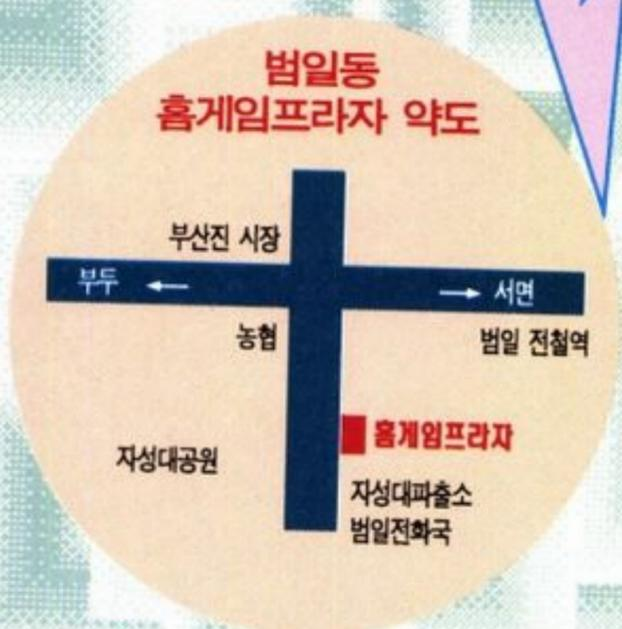 범일동
홈게임프라자 약도
부산진 시장
부두 ←
→ 서면
농협
범일 전철역
홈게임프라자
자성대공원
자성대파출소
범일전화국